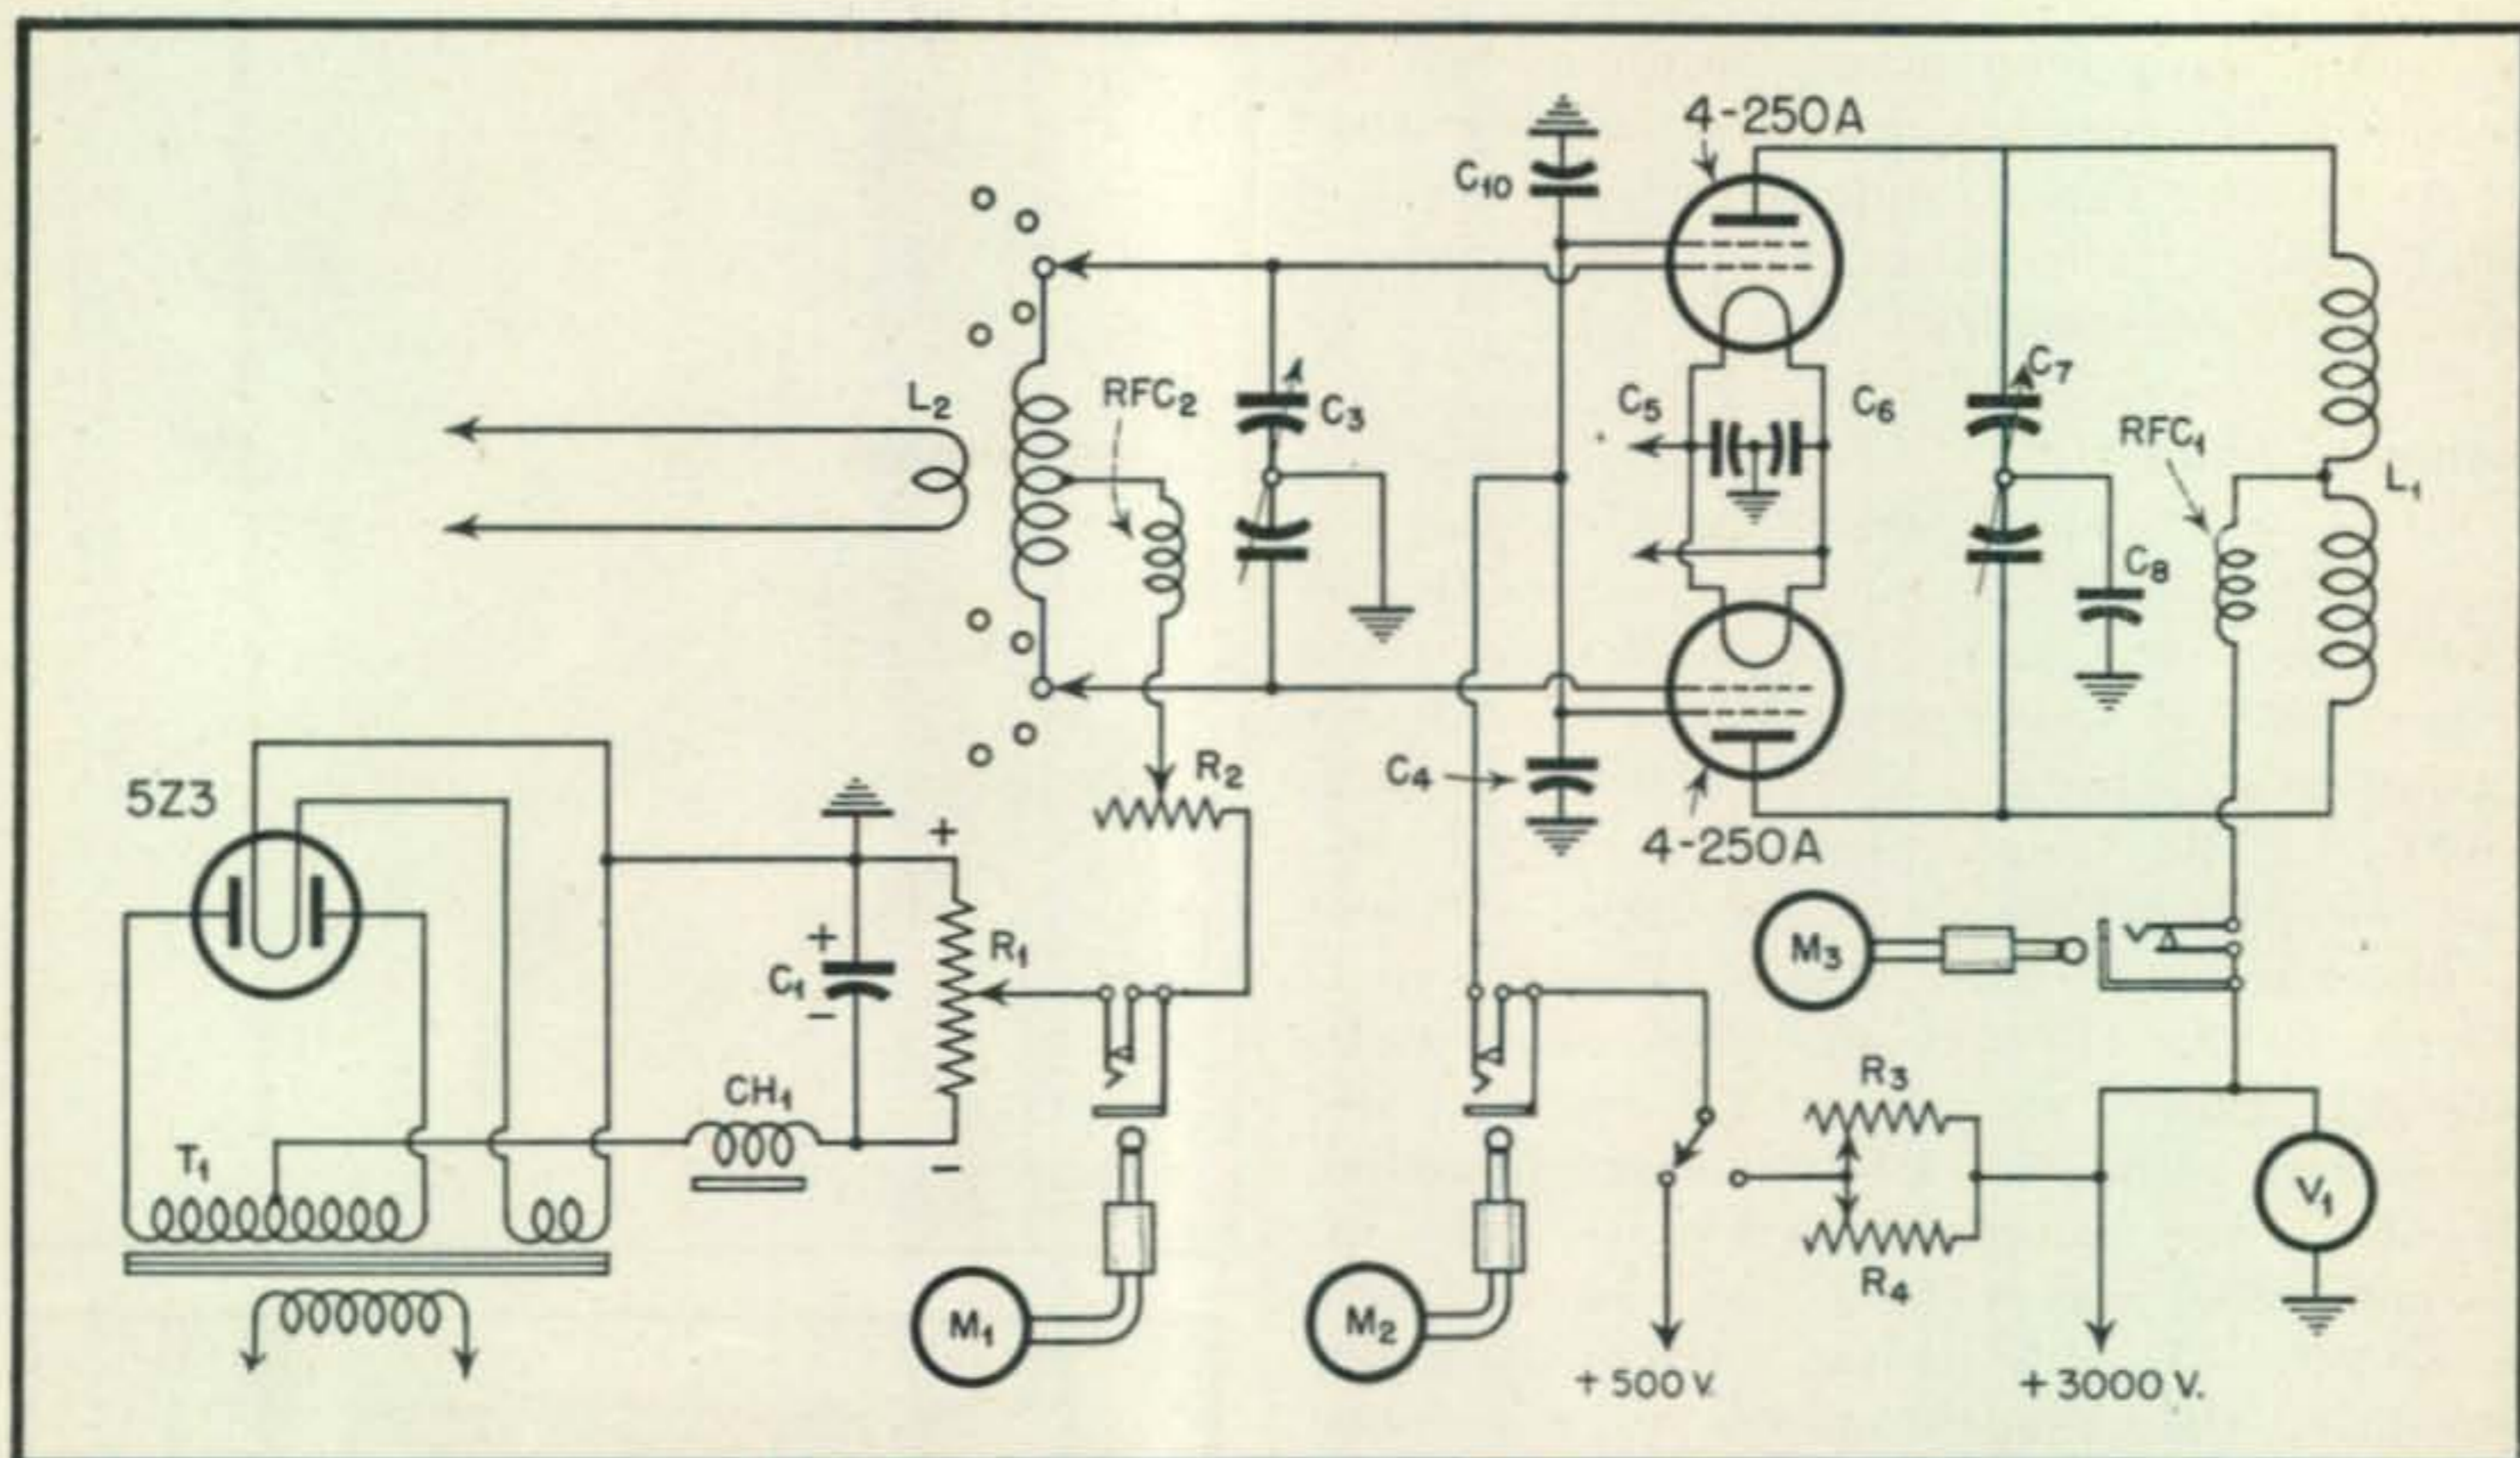 4-250A
C10
L2
RFC2
C3
C5
C6
C7
RFC1
L1
C8
5Z3
+
R2
C4
4-250A
+
C1
−
R1
M3
CH1
−
T1
R3
V1
M1
M2
R4
+500 V.
+3000 V.